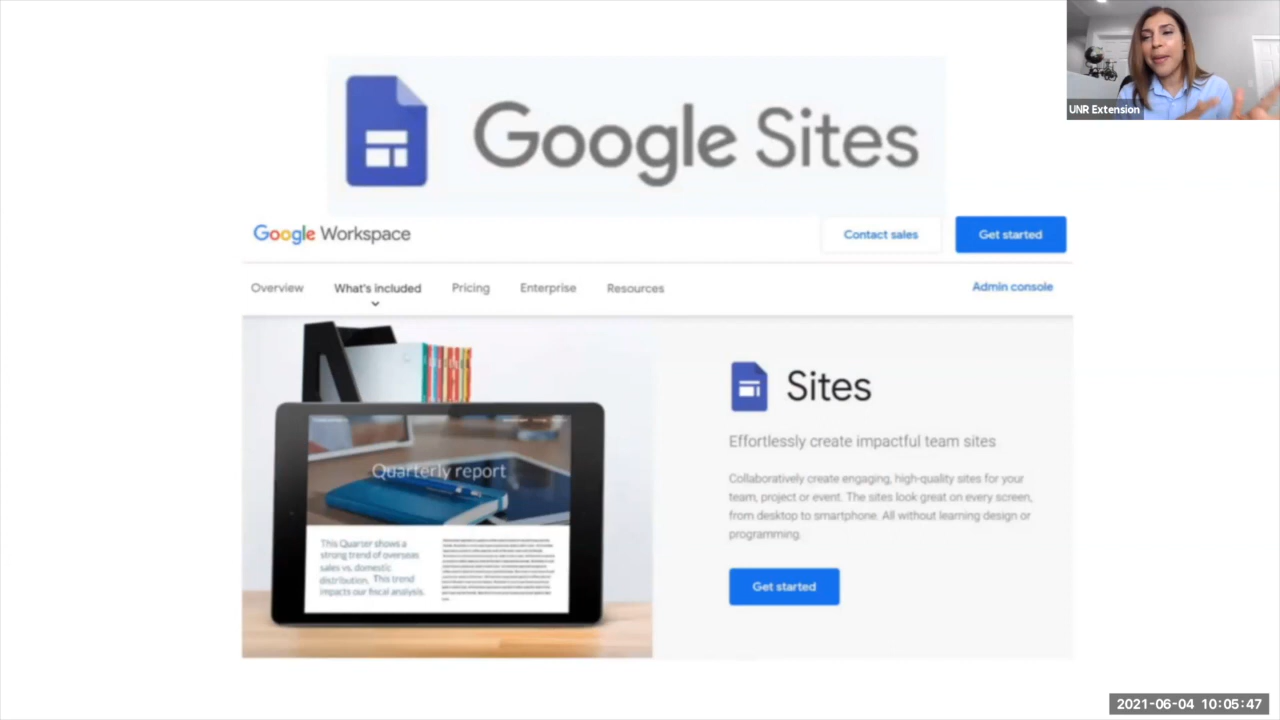 UNR Extension
Google Sites
Google Workspace
Contact sales
Get started
Overview
What's included
Pricing
Enterprise
Resources
Admin console
Quarterly report
This Quarter shows a
strong trend of overseas
sales vs. domestic
distribution. This trend
impacts our fiscal analysis.
Sites
Effortlessly create impactful team sites
Collaboratively create engaging, high-quality sites for your
team, project or event. The sites look great on every screen,
from desktop to smartphone. All without learning design or
programming.
Get started
2021-06-04 10:05:47